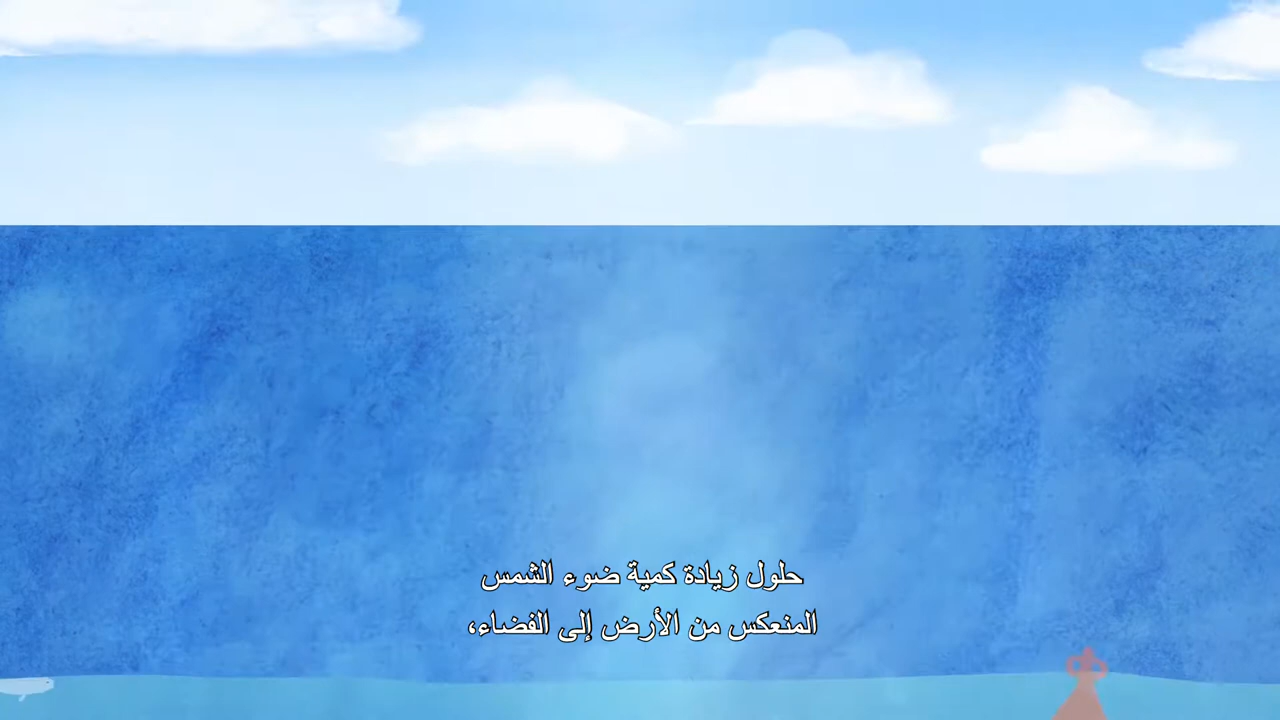 حلول زيادة كمية ضوء الشمس
المنعكس من الأرض إلى الفضاء،